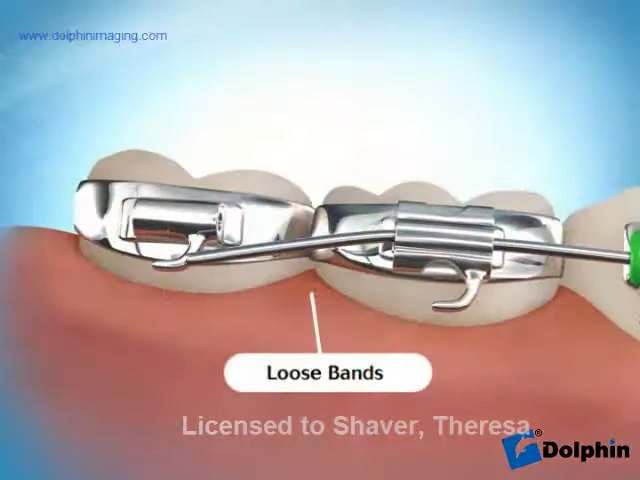 www.dolphinimaging.com
Loose Bands
Licensed to Shaver, Theresa
Dolphin®